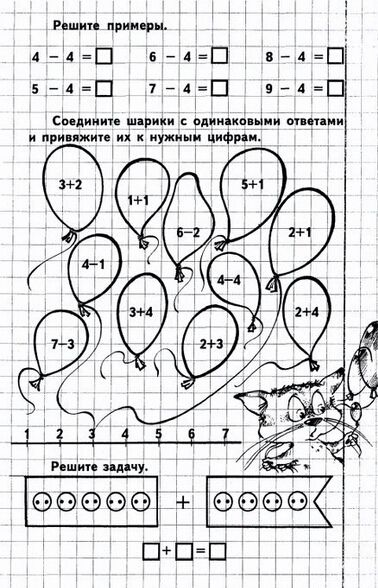 Решите примеры.
4 − 4 = □ 6 − 4 = □ 8 − 4 = □
5 − 4 = □ 7 − 4 = □ 9 − 4 = □
Соедините шарики с одинаковыми ответами
и привяжите их к нужным цифрам.
3+2
1+1
5+1
6−2
2+1
4−1
4−4
3+4
2+4
7−3
2+3
1 2 3 4 5 6 7
Решите задачу.
+
□+□=□